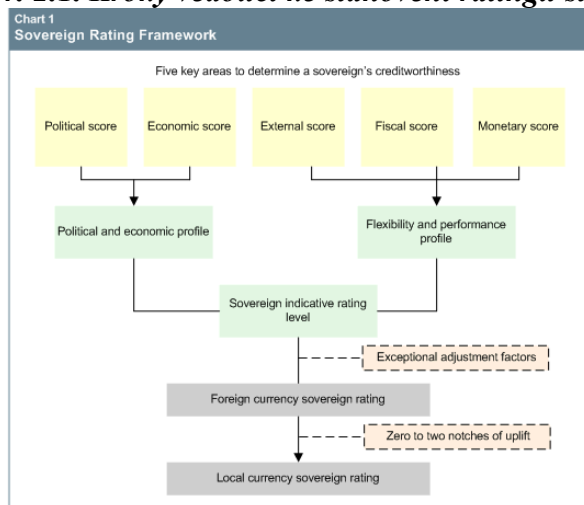 Chart 1
Sovereign Rating Framework
Five key areas to determine a sovereign's creditworthiness
Political score
Economic score
External score
Fiscal score
Monetary score
Political and economic profile
Flexibility and performance
profile
Sovereign indicative rating
level
Exceptional adjustment factors
Foreign currency sovereign rating
Zero to two notches of uplift
Local currency sovereign rating